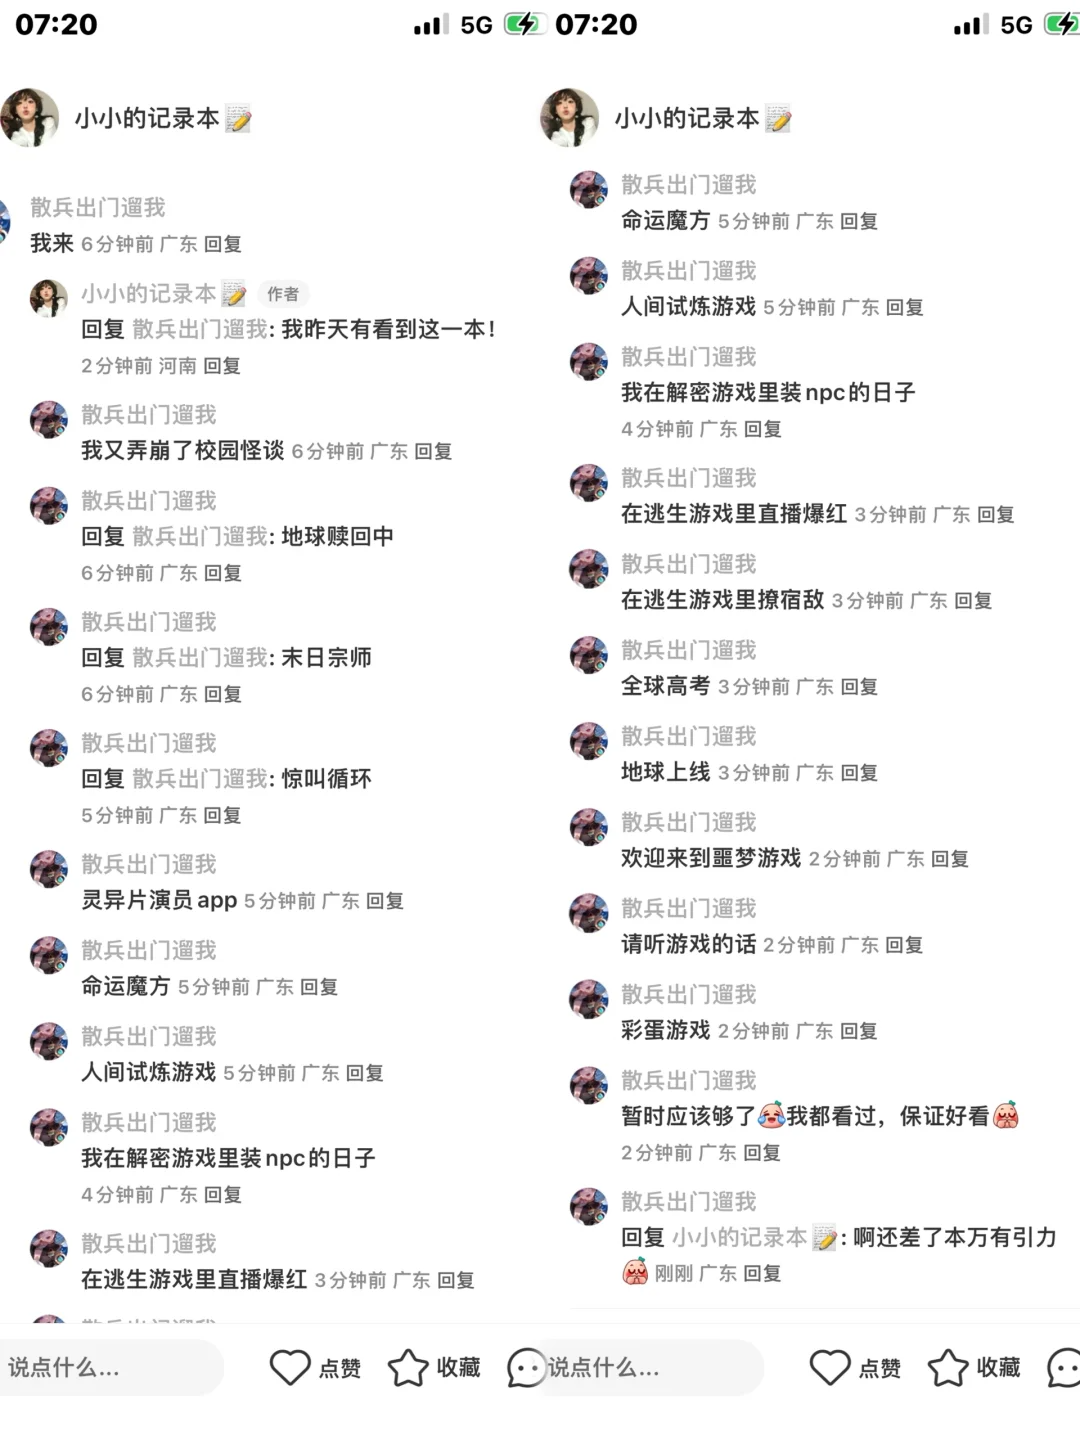 07:20
5G
小小的记录本📝
散兵出门遛我
我来 6分钟前 广东 回复
小小的记录本📝 作者
回复 散兵出门遛我: 我昨天有看到这一本!
2分钟前 河南 回复
散兵出门遛我
我又弄崩了校园怪谈 6分钟前 广东 回复
散兵出门遛我
回复 散兵出门遛我: 地球赎回中
6分钟前 广东 回复
散兵出门遛我
回复 散兵出门遛我: 末日宗师
6分钟前 广东 回复
散兵出门遛我
回复 散兵出门遛我: 惊叫循环
5分钟前 广东 回复
散兵出门遛我
灵异片演员app 5分钟前 广东 回复
散兵出门遛我
命运魔方 5分钟前 广东 回复
散兵出门遛我
人间试炼游戏 5分钟前 广东 回复
散兵出门遛我
我在解密游戏里装npc的日子
4分钟前 广东 回复
散兵出门遛我
在逃生游戏里直播爆红 3分钟前 广东 回复
说点什么...
点赞
收藏
07:20
5G
小小的记录本📝
散兵出门遛我
命运魔方 5分钟前 广东 回复
散兵出门遛我
人间试炼游戏 5分钟前 广东 回复
散兵出门遛我
我在解密游戏里装npc的日子
4分钟前 广东 回复
散兵出门遛我
在逃生游戏里直播爆红 3分钟前 广东 回复
散兵出门遛我
在逃生游戏里撩宿敌 3分钟前 广东 回复
散兵出门遛我
全球高考 3分钟前 广东 回复
散兵出门遛我
地球上线 3分钟前 广东 回复
散兵出门遛我
欢迎来到噩梦游戏 2分钟前 广东 回复
散兵出门遛我
请听游戏的话 2分钟前 广东 回复
散兵出门遛我
彩蛋游戏 2分钟前 广东 回复
散兵出门遛我
暂时应该够了我都看过，保证好看
2分钟前 广东 回复
散兵出门遛我
回复 小小的记录本📝: 啊还差了本万有引力
刚刚 广东 回复
说点什么...
点赞
收藏